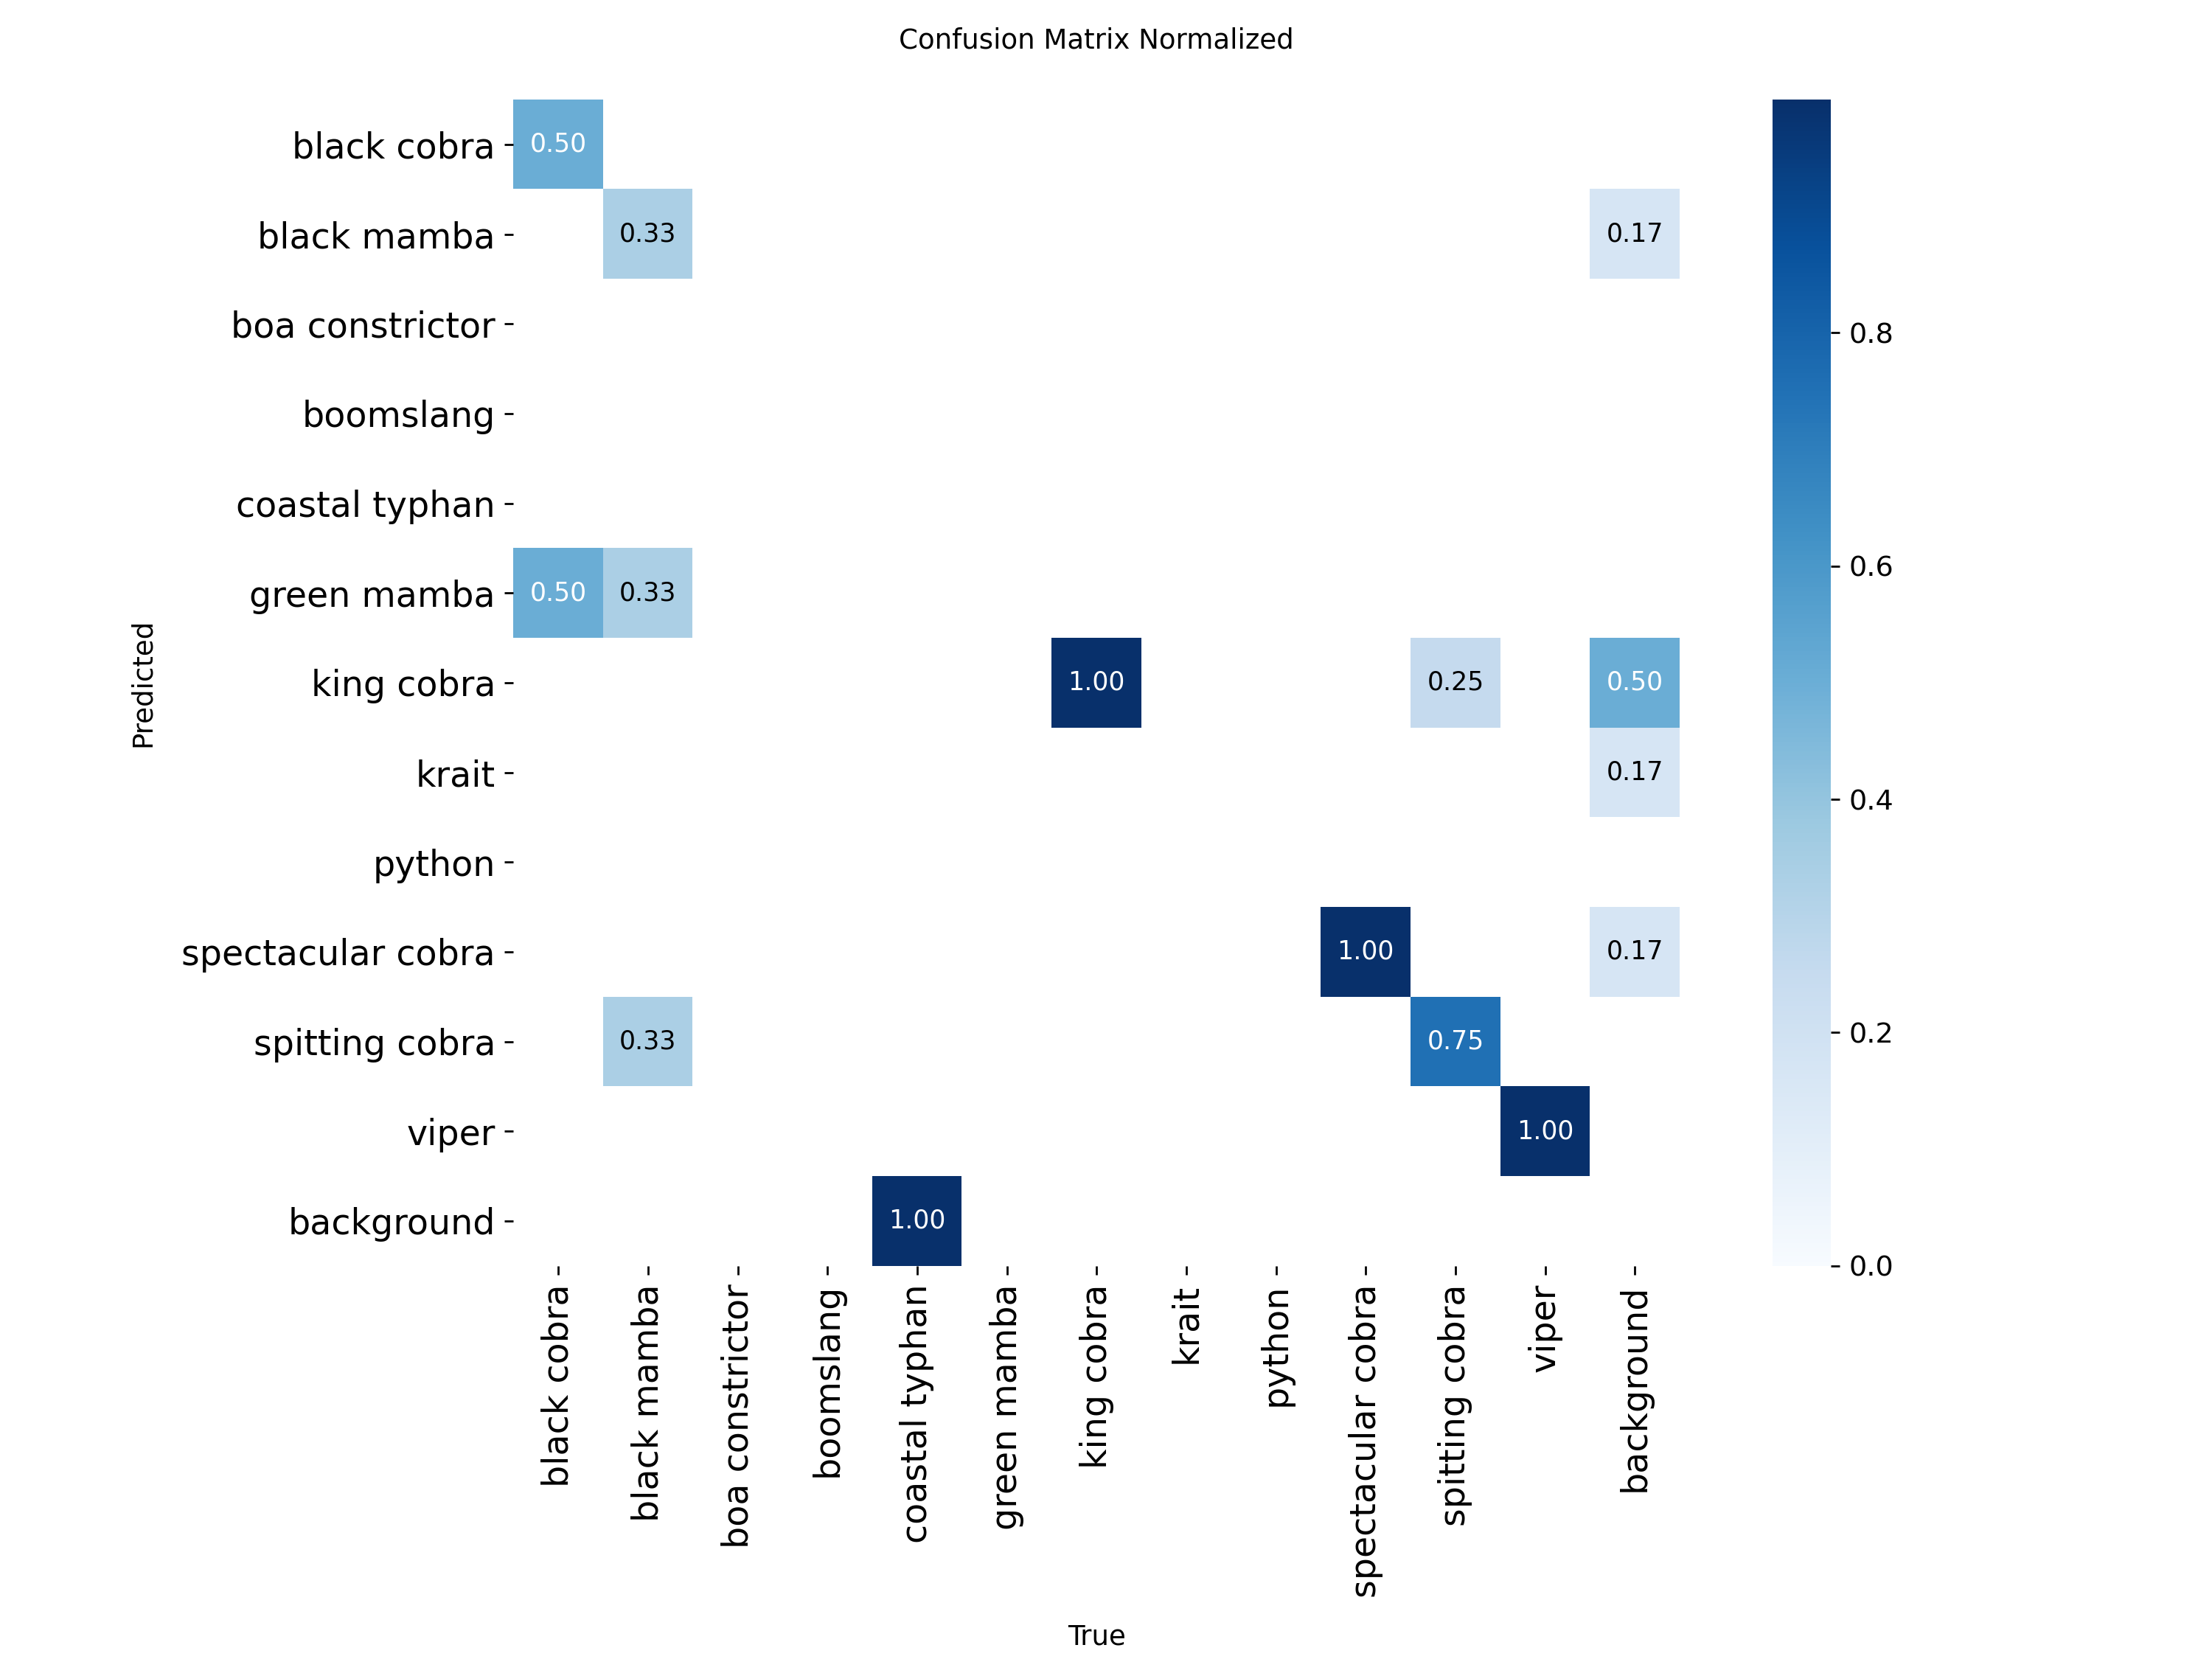 Confusion Matrix Normalized
Predicted
black cobra
black mamba
boa constrictor
boomslang
coastal typhan
green mamba
king cobra
krait
python
spectacular cobra
spitting cobra
viper
background
0.50
0.33 0.17
0.50 0.33
1.00 0.25 0.50
0.17
1.00 0.17
0.33 0.75
1.00
1.00
0.8
0.6
0.4
0.2
0.0
black cobra
black mamba
boa constrictor
boomslang
coastal typhan
green mamba
king cobra
krait
python
spectacular cobra
spitting cobra
viper
background
True